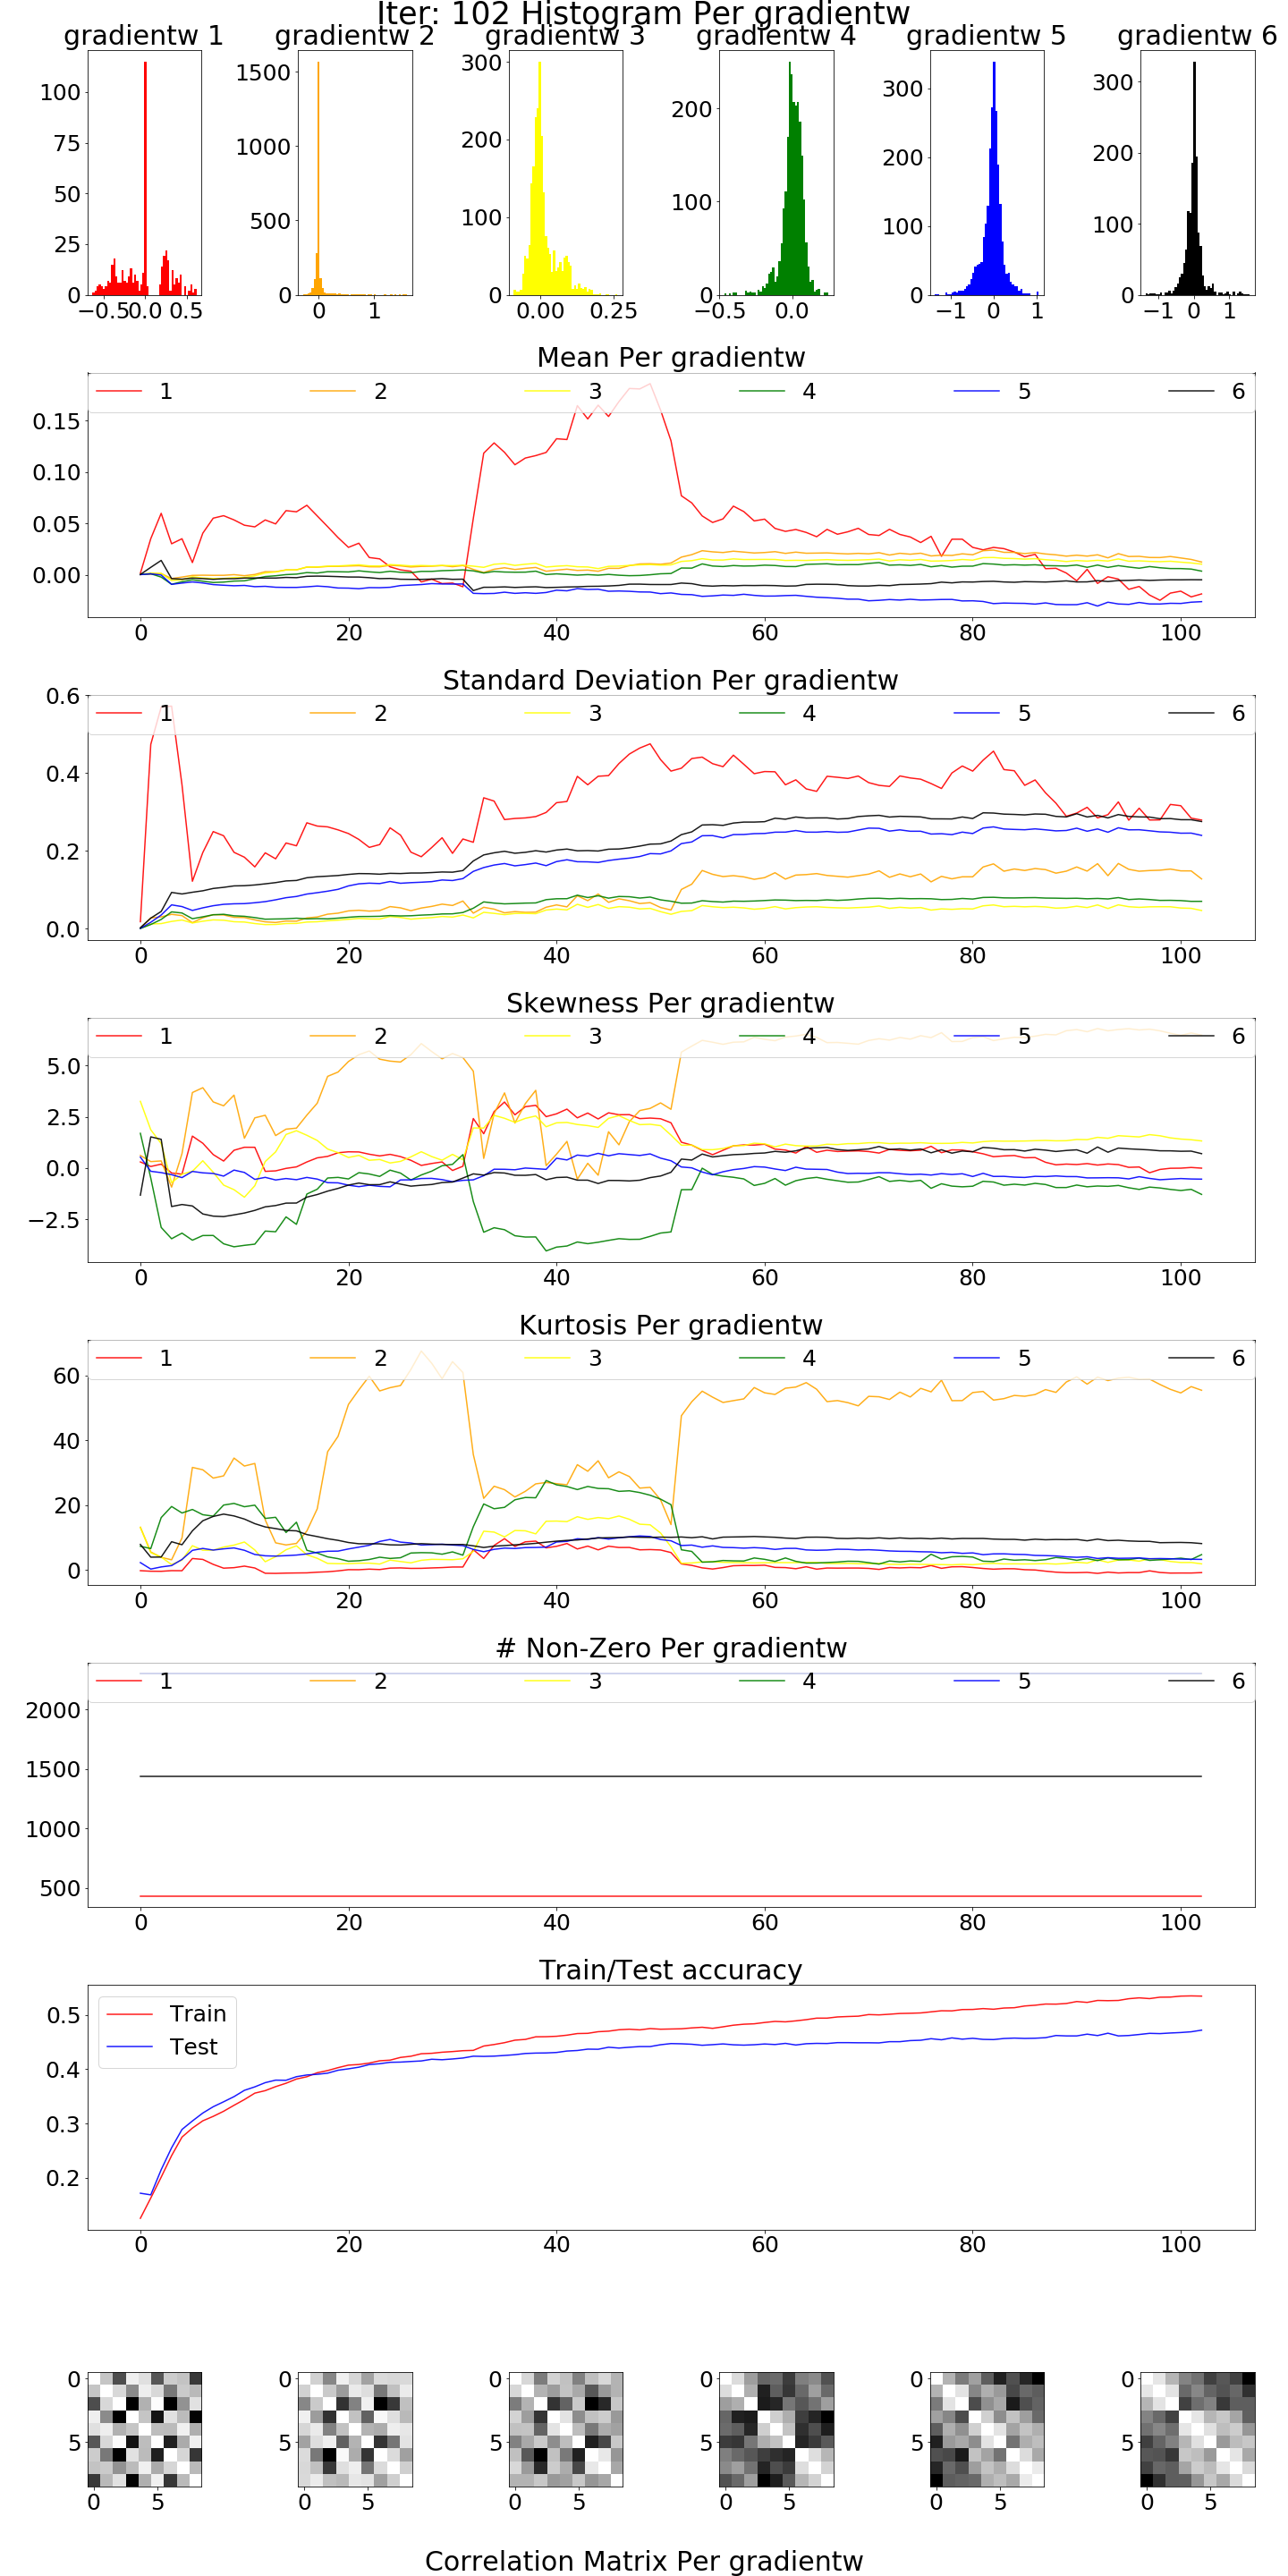 Iter: 102 Histogram Per gradientw
gradientw 1 gradientw 2 gradientw 3 gradientw 4 gradientw 5 gradientw 6
100 75 50 25 0
−0.5 0.0 0.5
1500 1000 500 0
0 1
300 200 100 0
0.00 0.25
200 100 0
−0.5 0.0
300 200 100 0
−1 0 1
300 200 100 0
−1 0 1
Mean Per gradientw
1 2 3 4 5 6
0.15
0.10
0.05
0.00
0 20 40 60 80 100
Standard Deviation Per gradientw
0.6
1 2 3 4 5 6
0.4
0.2
0.0
0 20 40 60 80 100
Skewness Per gradientw
1 2 3 4 5 6
5.0
2.5
0.0
−2.5
0 20 40 60 80 100
Kurtosis Per gradientw
1 2 3 4 5 6
60
40
20
0
0 20 40 60 80 100
# Non-Zero Per gradientw
1 2 3 4 5 6
2000
1500
1000
500
0 20 40 60 80 100
Train/Test accuracy
Train
Test
0.5
0.4
0.3
0.2
0 20 40 60 80 100
0 0 0 0 0 0
5 5 5 5 5 5
0 5 0 5 0 5 0 5 0 5 0 5
Correlation Matrix Per gradientw